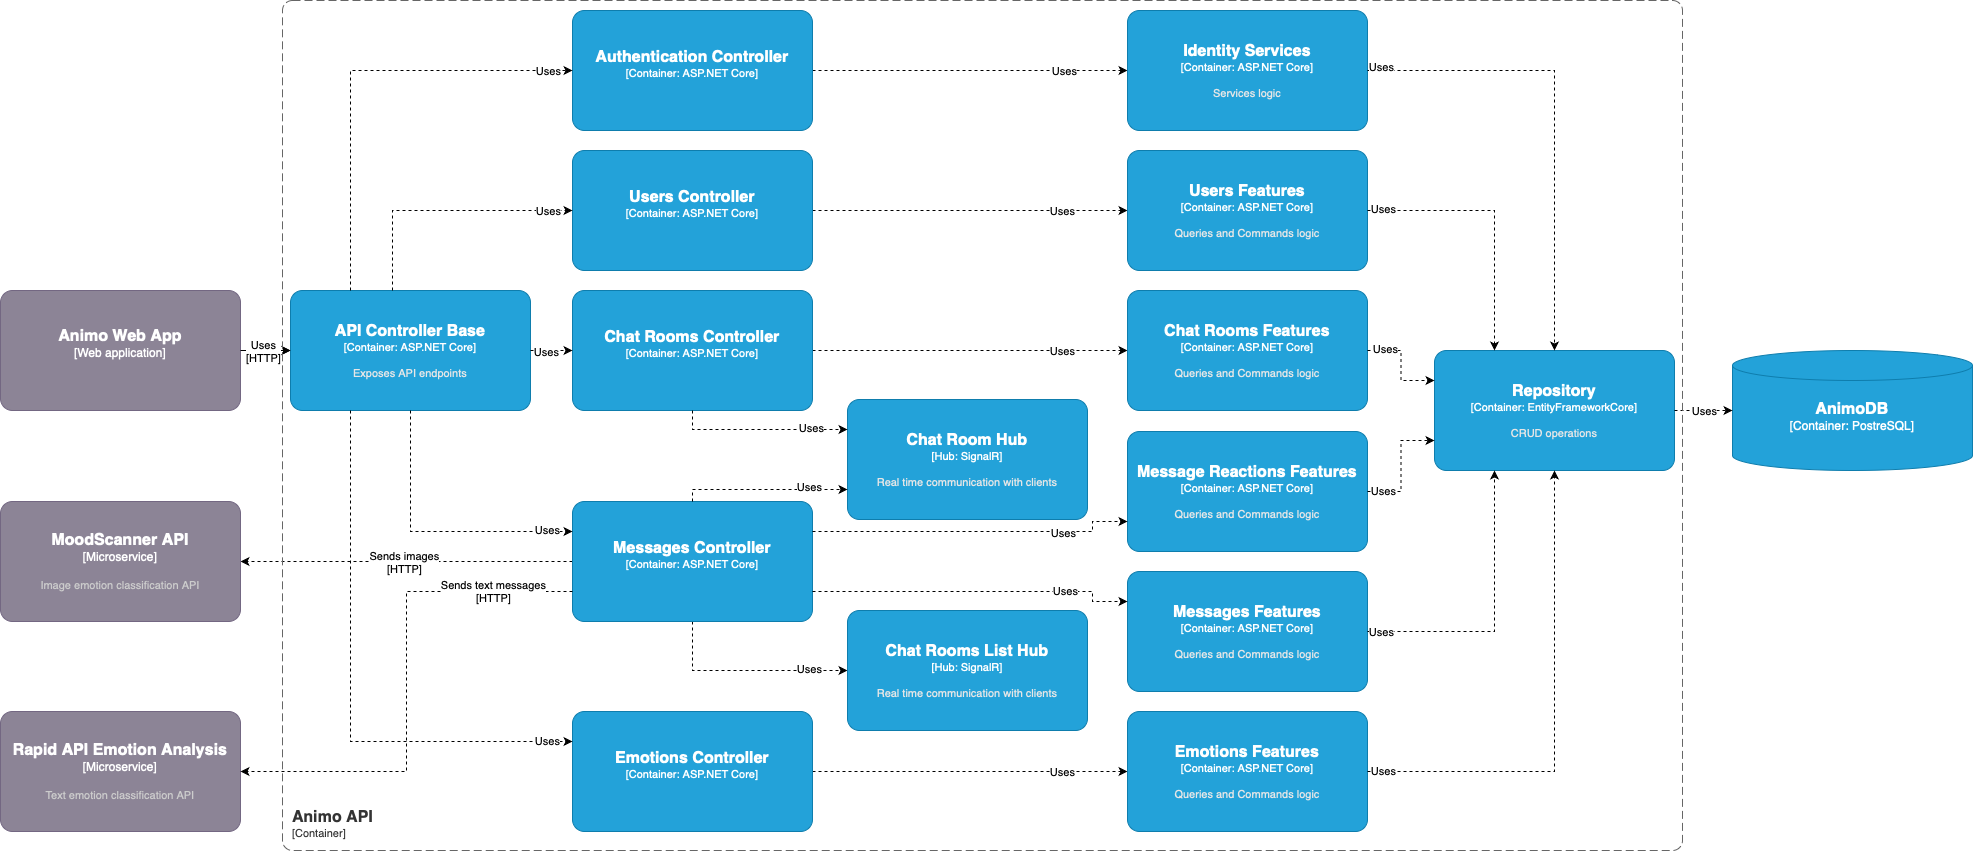 Authentication Controller
[Container: ASP.NET Core]
Identity Services
[Container: ASP.NET Core]
Services logic
Uses
Uses
Uses
Users Controller
[Container: ASP.NET Core]
Users Features
[Container: ASP.NET Core]
Queries and Commands logic
Uses
Uses
Uses
Animo Web App
[Web application]
Uses
[HTTP]
API Controller Base
[Container: ASP.NET Core]
Exposes API endpoints
Uses
Chat Rooms Controller
[Container: ASP.NET Core]
Uses
Chat Rooms Features
[Container: ASP.NET Core]
Queries and Commands logic
Uses
Repository
[Container: EntityFrameworkCore]
CRUD operations
Uses
AnimoDB
[Container: PostreSQL]
Uses
Chat Room Hub
[Hub: SignalR]
Real time communication with clients
Uses
Message Reactions Features
[Container: ASP.NET Core]
Queries and Commands logic
Uses
MoodScanner API
[Microservice]
Image emotion classification API
Sends images
[HTTP]
Sends text messages
[HTTP]
Uses
Messages Controller
[Container: ASP.NET Core]
Uses
Uses
Messages Features
[Container: ASP.NET Core]
Queries and Commands logic
Uses
Uses
Chat Rooms List Hub
[Hub: SignalR]
Real time communication with clients
Rapid API Emotion Analysis
[Microservice]
Text emotion classification API
Uses
Emotions Controller
[Container: ASP.NET Core]
Uses
Emotions Features
[Container: ASP.NET Core]
Queries and Commands logic
Uses
Animo API
[Container]